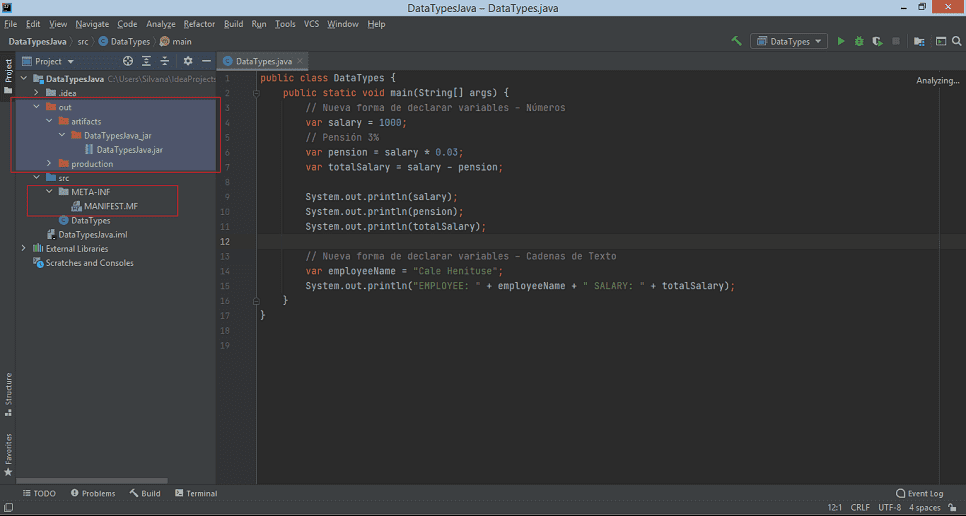 DataTypesJava – DataTypes.java
File Edit View Navigate Code Analyze Refactor Build Run Tools VCS Window Help
DataTypesJava src DataTypes main
DataTypes
Project
DataTypes.java
Analyzing...
Project
DataTypesJava C:\Users\Silvana\IdeaProjects
.idea
out
artifacts
DataTypesJava_jar
DataTypesJava.jar
production
src
META-INF
MANIFEST.MF
DataTypes
DataTypesJava.iml
External Libraries
Scratches and Consoles
1 public class DataTypes {
2 public static void main(String[] args) {
3 // Nueva forma de declarar variables - Números
4 var salary = 1000;
5 // Pensión 3%
6 var pension = salary * 0.03;
7 var totalSalary = salary - pension;
8
9 System.out.println(salary);
10 System.out.println(pension);
11 System.out.println(totalSalary);
12
13 // Nueva forma de declarar variables - Cadenas de Texto
14 var employeeName = "Cale Henituse";
15 System.out.println("EMPLOYEE: " + employeeName + " SALARY: " + totalSalary);
16 }
17 }
18
19
Structure
Favorites
TODO Problems Build Terminal Event Log
12:1 CRLF UTF-8 4 spaces